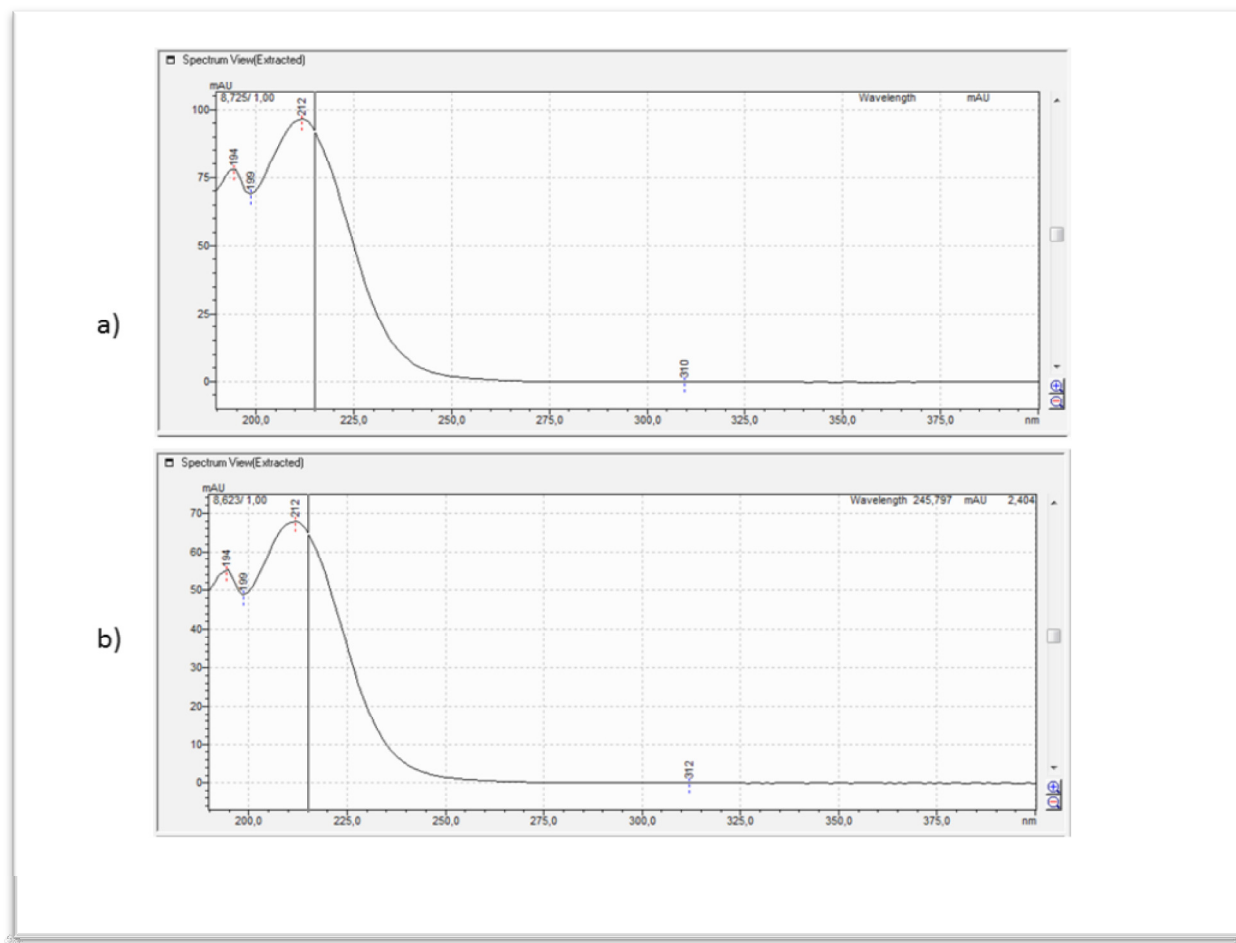 Spectrum View(Extracted)
mAU
8,725/ 1,00
Wavelength mAU
212
194
199
310
100
75
50
25
0
200,0 225,0 250,0 275,0 300,0 325,0 350,0 375,0 nm
a)
Spectrum View(Extracted)
mAU
8,623/ 1,00
Wavelength 245,797 mAU 2,404
212
194
199
312
70
60
50
40
30
20
10
0
200,0 225,0 250,0 275,0 300,0 325,0 350,0 375,0 nm
b)